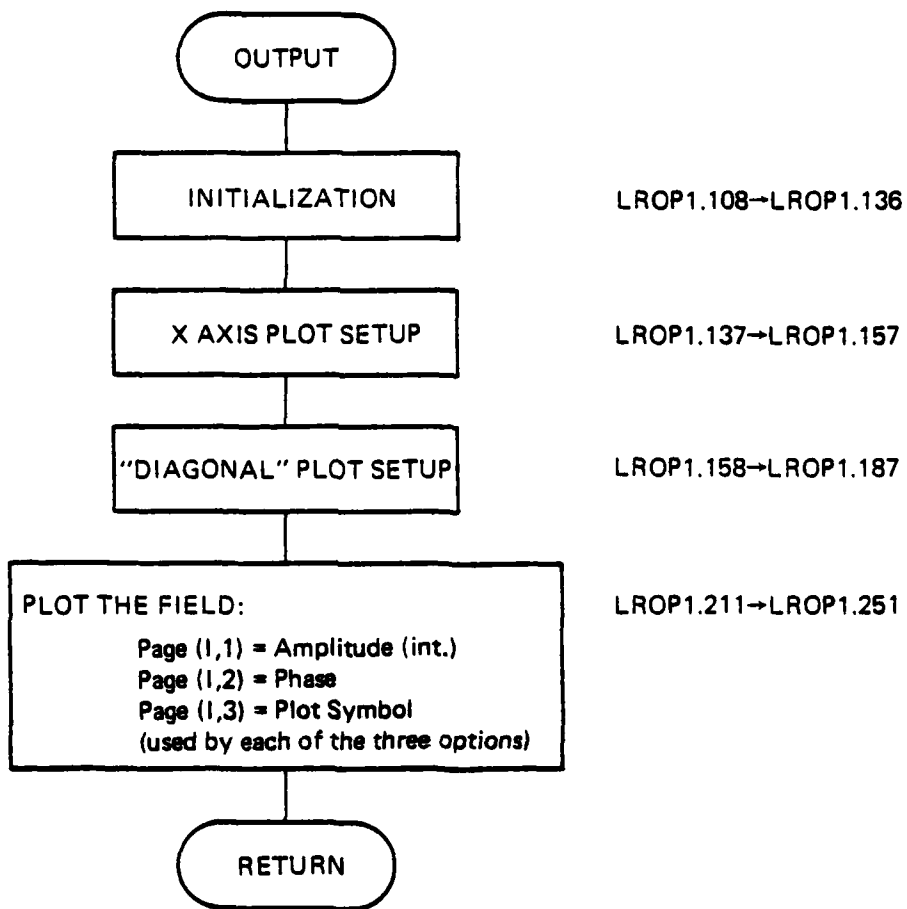 OUTPUT
INITIALIZATION
LROP1.108→LROP1.136
X AXIS PLOT SETUP
LROP1.137→LROP1.157
"DIAGONAL" PLOT SETUP
LROP1.158→LROP1.187
PLOT THE FIELD:
LROP1.211→LROP1.251
Page (I,1) = Amplitude (int.)
Page (I,2) = Phase
Page (I,3) = Plot Symbol
(used by each of the three options)
RETURN